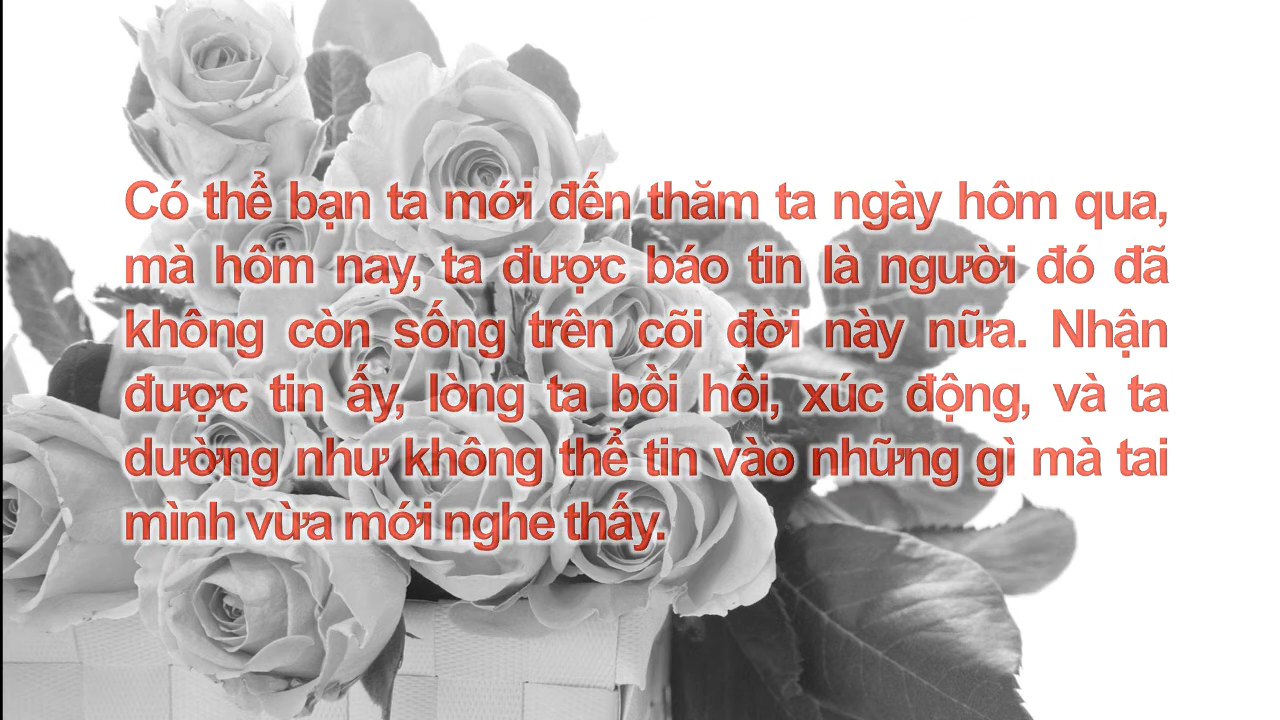 Có thể bạn ta mới đến thăm ta ngày hôm qua,
mà hôm nay, ta được báo tin là người đó đã
không còn sống trên cõi đời này nữa. Nhận
được tin ấy, lòng ta bồi hồi, xúc động, và ta
dường như không thể tin vào những gì mà tai
mình vừa mới nghe thấy.